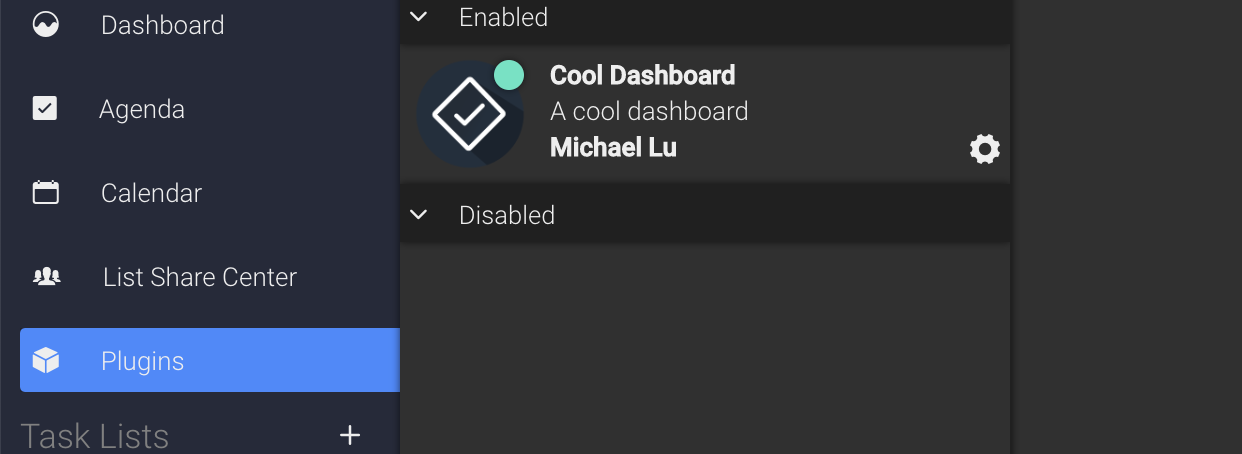 Dashboard
Agenda
Calendar
List Share Center
Plugins
Task Lists
Enabled
Cool Dashboard
A cool dashboard
Michael Lu
Disabled